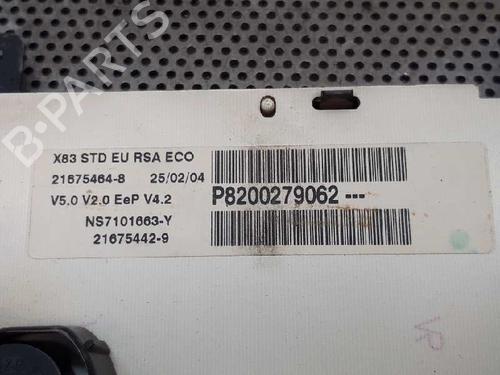 B-PARTS
X83 STD EU RSA ECO
21675464-8 25/02/04
V5.0 V2.0 EeP V4.2
P8200279062---
NS7101663-Y
21675442-9
VP